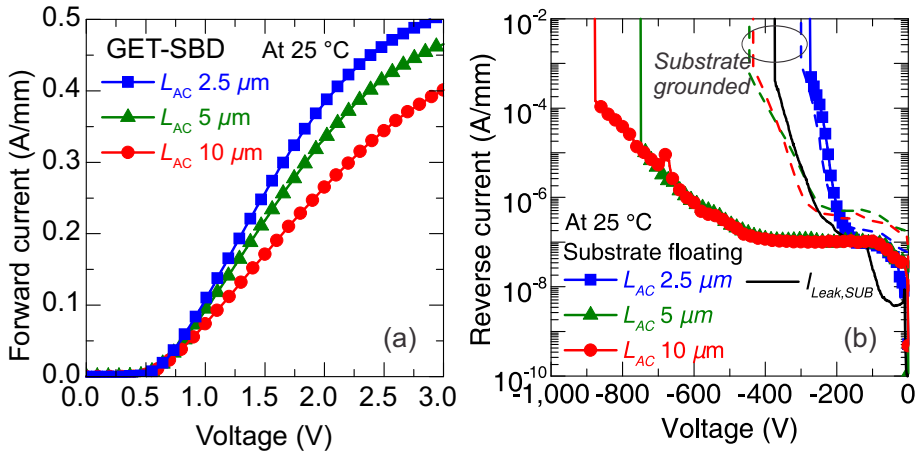 (a)
GET-SBD At 25 °C
L_AC 2.5 µm
L_AC 5 µm
L_AC 10 µm
Forward current (A/mm)
0.5
0.4
0.3
0.2
0.1
0.0
0.0 0.5 1.0 1.5 2.0 2.5 3.0
Voltage (V)
(a)
Reverse current (A/mm)
10^-2
10^-4
10^-6
10^-8
10^-10
Substrate
grounded
At 25 °C
Substrate floating
L_AC 2.5 µm
L_AC 5 µm
L_AC 10 µm
I_Leak,SUB
(b)
-1,000 -800 -600 -400 -200 0
Voltage (V)